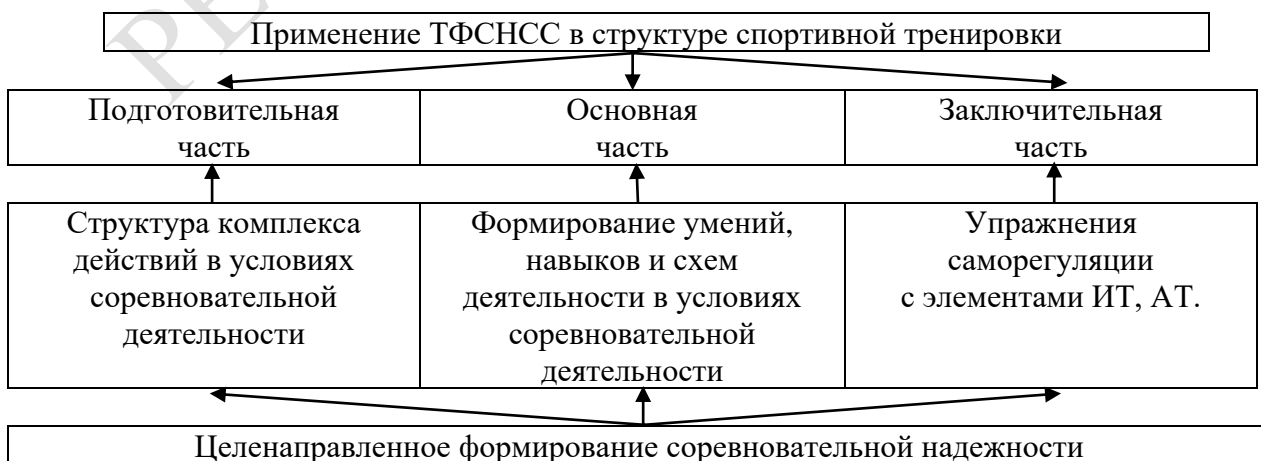 Применение ТФСНСС в структуре спортивной тренировки
Подготовительная
часть
Основная
часть
Заключительная
часть
Структура комплекса
действий в условиях
соревновательной
деятельности
Формирование умений,
навыков и схем
деятельности в условиях
соревновательной
деятельности
Упражнения
саморегуляции
с элементами ИТ, АТ.
Целенаправленное формирование соревновательной надежности